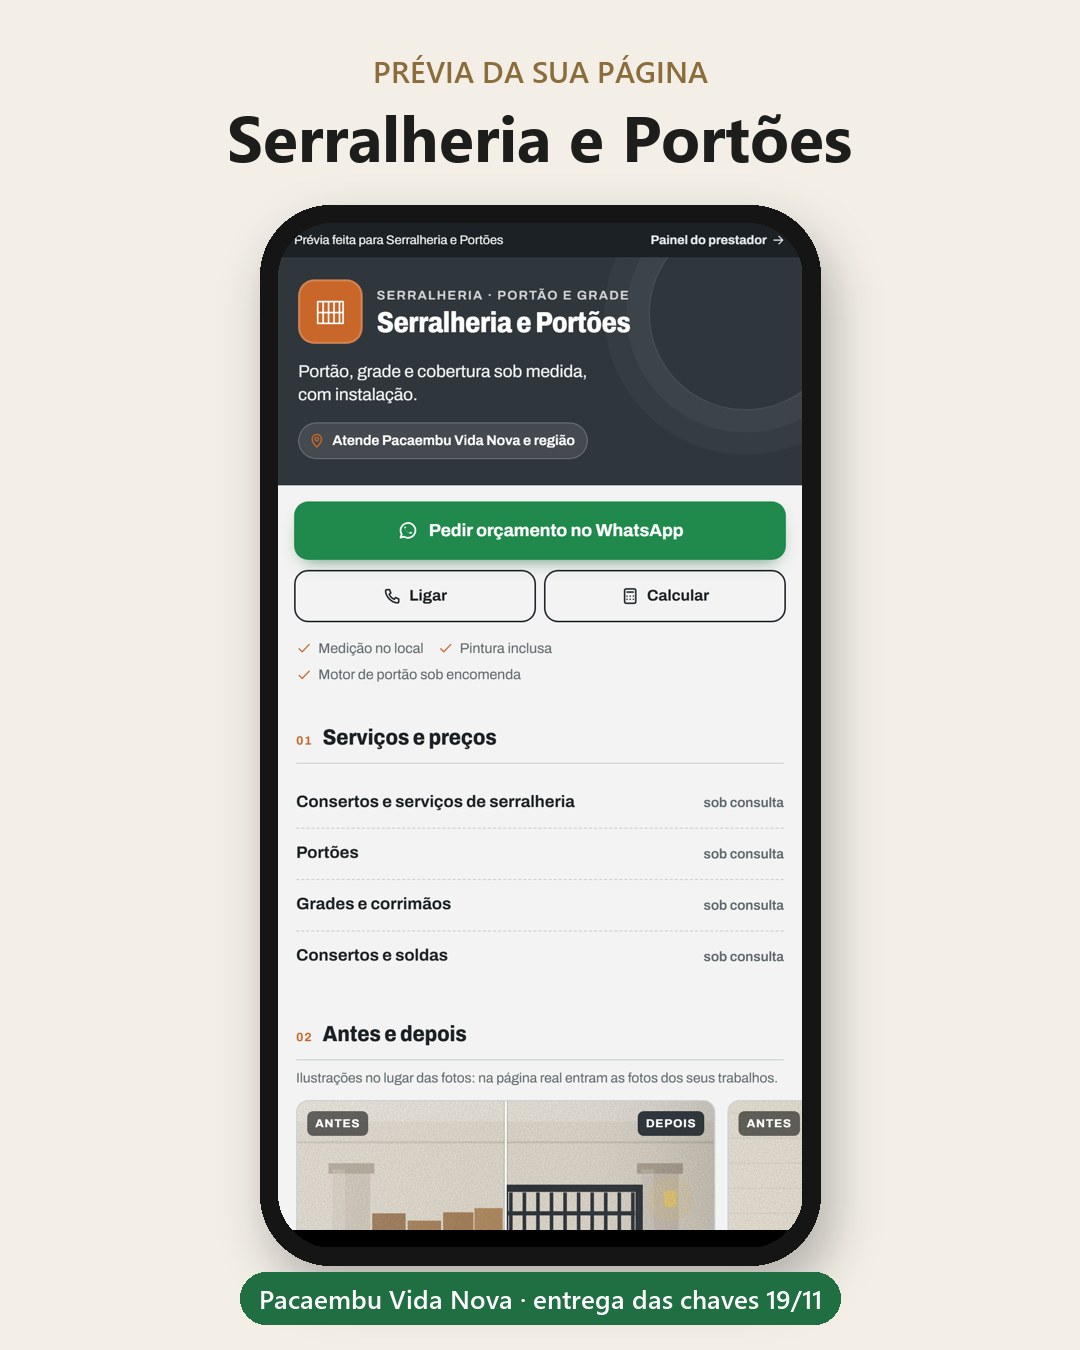 PRÉVIA DA SUA PÁGINA
Serralheria e Portões
Prévia feita para Serralheria e Portões
Painel do prestador →
SERRALHERIA · PORTÃO E GRADE
Serralheria e Portões
Portão, grade e cobertura sob medida,
com instalação.
Atende Pacaembu Vida Nova e região
Pedir orçamento no WhatsApp
Ligar
Calcular
Medição no local
Pintura inclusa
Motor de portão sob encomenda
01 Serviços e preços
Consertos e serviços de serralheria sob consulta
Portões sob consulta
Grades e corrimãos sob consulta
Consertos e soldas sob consulta
02 Antes e depois
Ilustrações no lugar das fotos: na página real entram as fotos dos seus trabalhos.
ANTES
DEPOIS
ANTES
Pacaembu Vida Nova · entrega das chaves 19/11